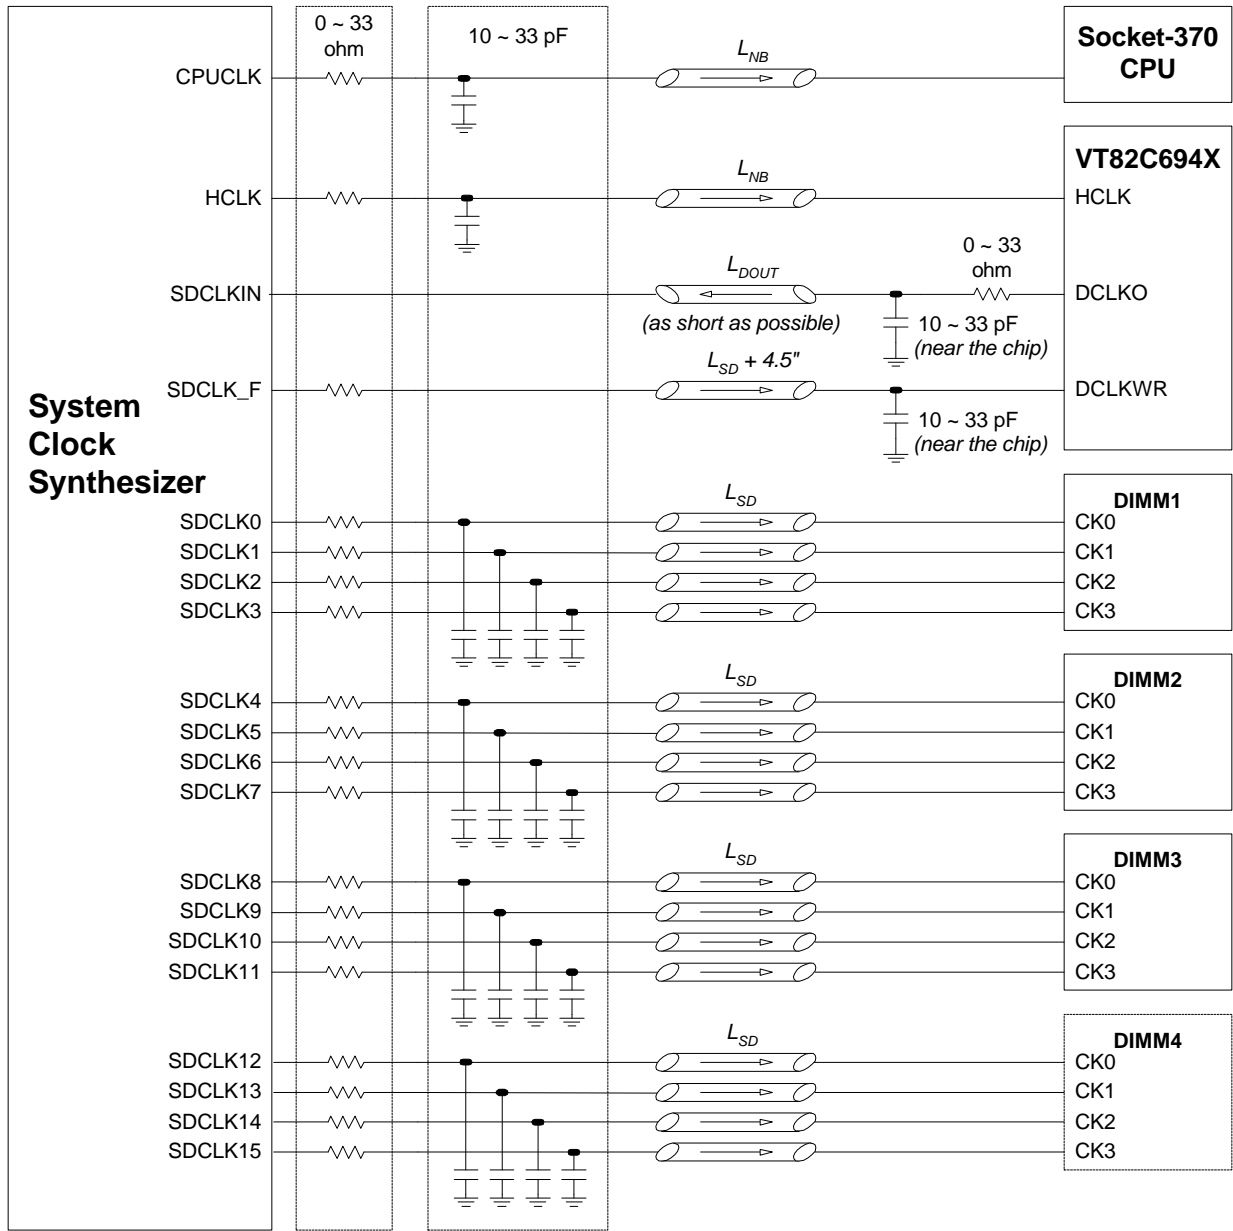 0 ~ 33
ohm
10 ~ 33 pF
L_NB
Socket-370
CPU
CPUCLK
VT82C694X
L_NB
HCLK
HCLK
0 ~ 33
ohm
L_DOUT
SDCLKIN
DCLKO
(as short as possible)
10 ~ 33 pF
(near the chip)
L_SD + 4.5"
SDCLK_F
DCLKWR
10 ~ 33 pF
(near the chip)
System
Clock
Synthesizer
L_SD
DIMM1
SDCLK0
CK0
SDCLK1
CK1
SDCLK2
CK2
SDCLK3
CK3
L_SD
DIMM2
SDCLK4
CK0
SDCLK5
CK1
SDCLK6
CK2
SDCLK7
CK3
L_SD
DIMM3
SDCLK8
CK0
SDCLK9
CK1
SDCLK10
CK2
SDCLK11
CK3
L_SD
DIMM4
SDCLK12
CK0
SDCLK13
CK1
SDCLK14
CK2
SDCLK15
CK3